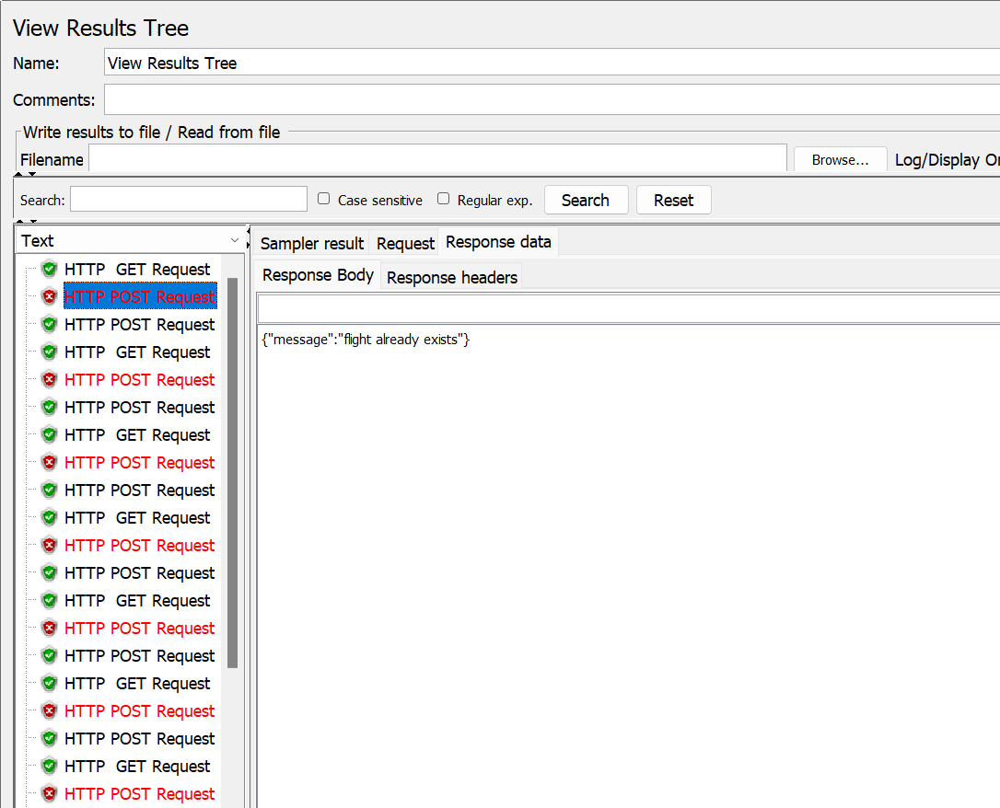 View Results Tree
Name: View Results Tree
Comments:
Write results to file / Read from file
Filename Browse... Log/Display On
Search: Case sensitive Regular exp. Search Reset
Text
HTTP  GET Request
HTTP POST Request
HTTP POST Request
HTTP  GET Request
HTTP POST Request
HTTP POST Request
HTTP  GET Request
HTTP POST Request
HTTP POST Request
HTTP  GET Request
HTTP POST Request
HTTP POST Request
HTTP  GET Request
HTTP POST Request
HTTP POST Request
HTTP  GET Request
HTTP POST Request
HTTP POST Request
HTTP  GET Request
HTTP POST Request
Sampler result Request Response data
Response Body Response headers
{"message":"flight already exists"}